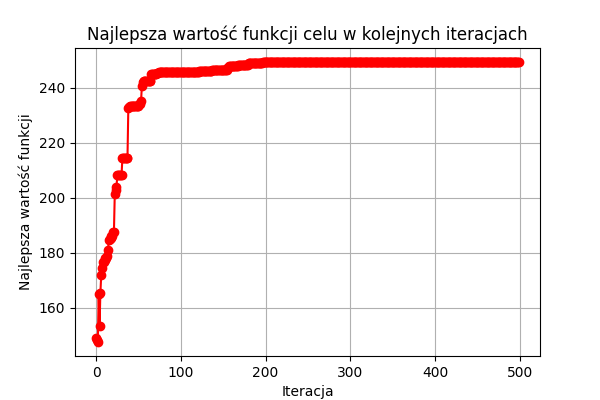 Najlepsza wartość funkcji celu w kolejnych iteracjach
Najlepsza wartość funkcji
240
220
200
180
160
0 100 200 300 400 500
Iteracja